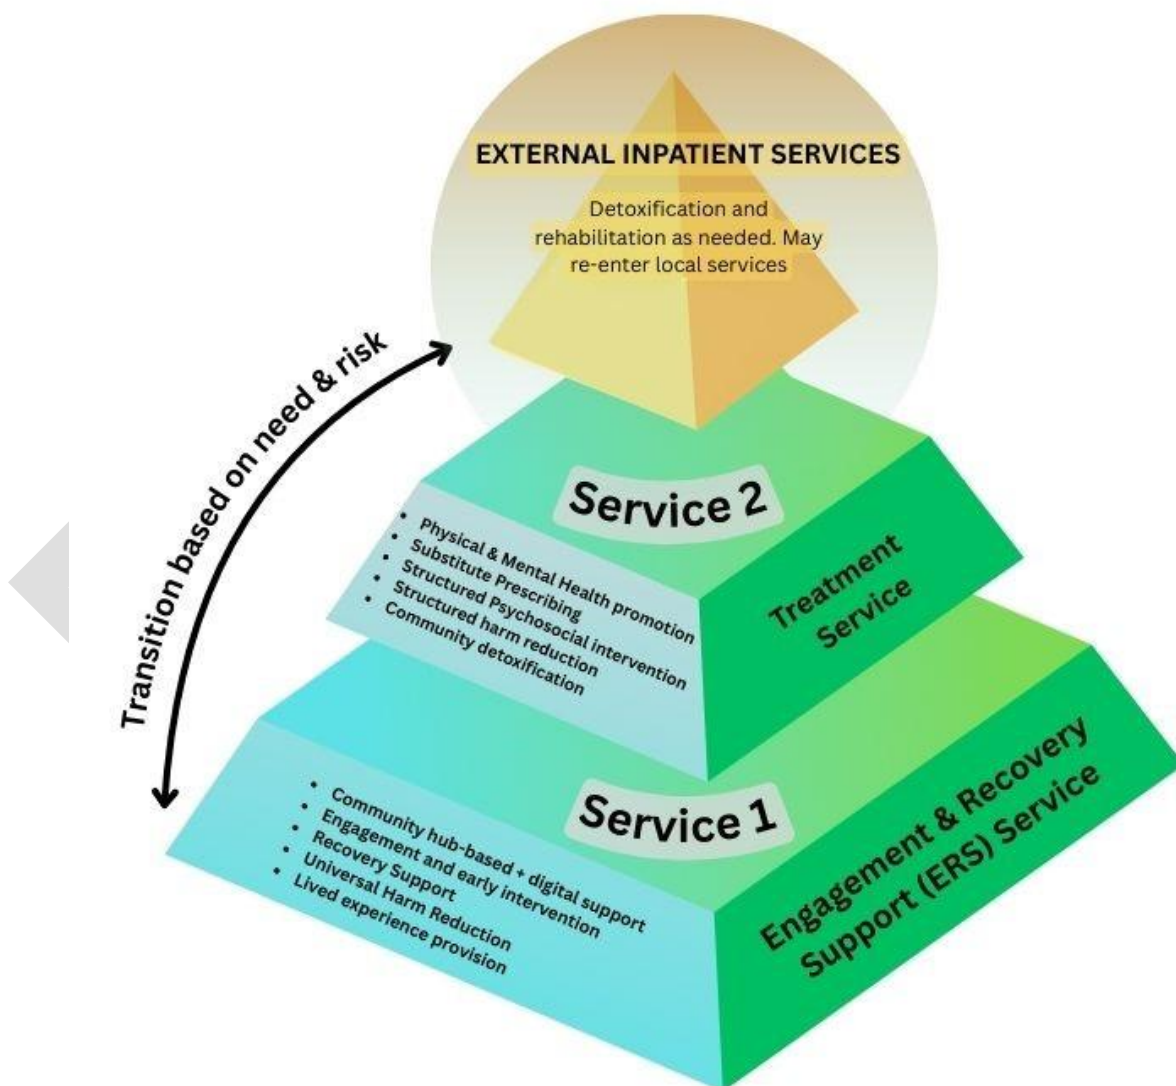 EXTERNAL INPATIENT SERVICES
Detoxification and
rehabilitation as needed. May
re-enter local services
Transition based on need & risk
Service 2
• Physical & Mental Health promotion
• Substitute Prescribing
• Structured Psychosocial intervention
• Structured harm reduction
• Community detoxification
Treatment
Service
Service 1
• Community hub-based + digital support
• Engagement and early intervention
• Recovery Support
• Universal Harm Reduction
• Lived experience provision
Engagement & Recovery
Support (ERS) Service